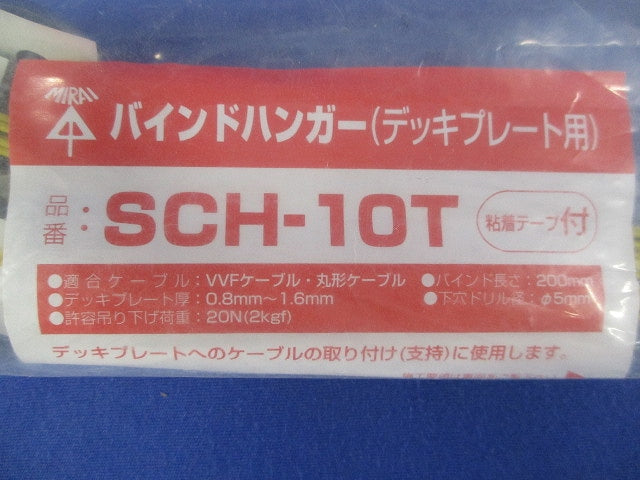 MIRAI
バインドハンガー(デッキプレート用)
品番:SCH-10T 粘着テープ付
●適合ケーブル:VVFケーブル・丸形ケーブル ●バインド長さ:200mm
●デッキプレート厚:0.8mm~1.6mm ●下穴ドリル径:φ5mm
●許容吊り下げ荷重:20N(2kgf)
デッキプレートへのケーブルの取り付け(支持)に使用します。